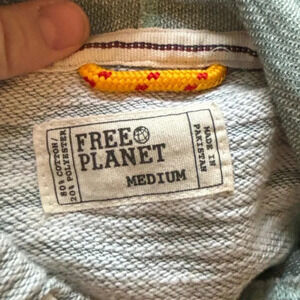 80% COTTON
20% POLYESTER
FREE
PLANET
MEDIUM
MADE IN
PAKISTAN